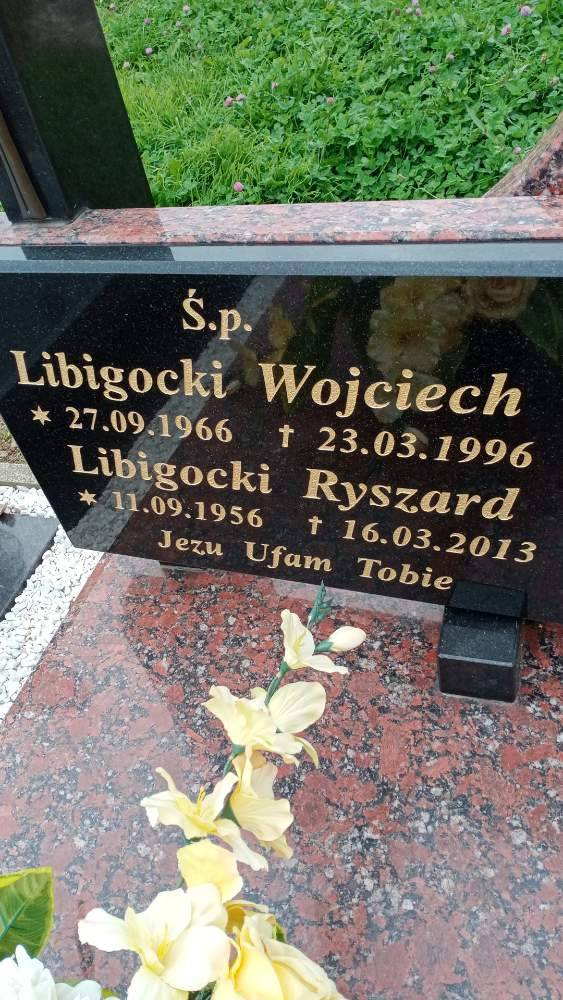 Ś.p.
Libigocki Wojciech
* 27.09.1966 † 23.03.1996
Libigocki Ryszard
* 11.09.1956 † 16.03.2013
Jezu Ufam Tobie